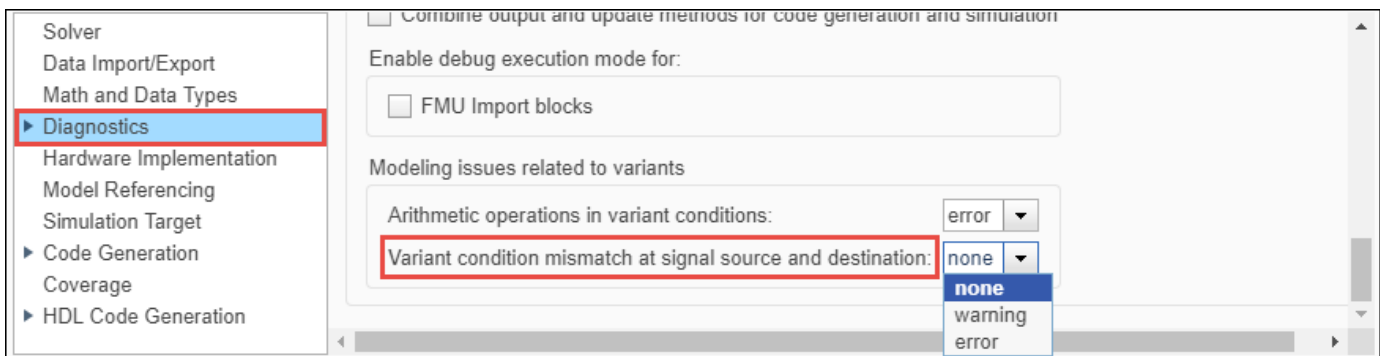 Solver
Data Import/Export
Math and Data Types
Diagnostics
Hardware Implementation
Model Referencing
Simulation Target
Code Generation
Coverage
HDL Code Generation
Combine output and update methods for code generation and simulation
Enable debug execution mode for:
FMU Import blocks
Modeling issues related to variants
Arithmetic operations in variant conditions: error
Variant condition mismatch at signal source and destination: none
none
warning
error